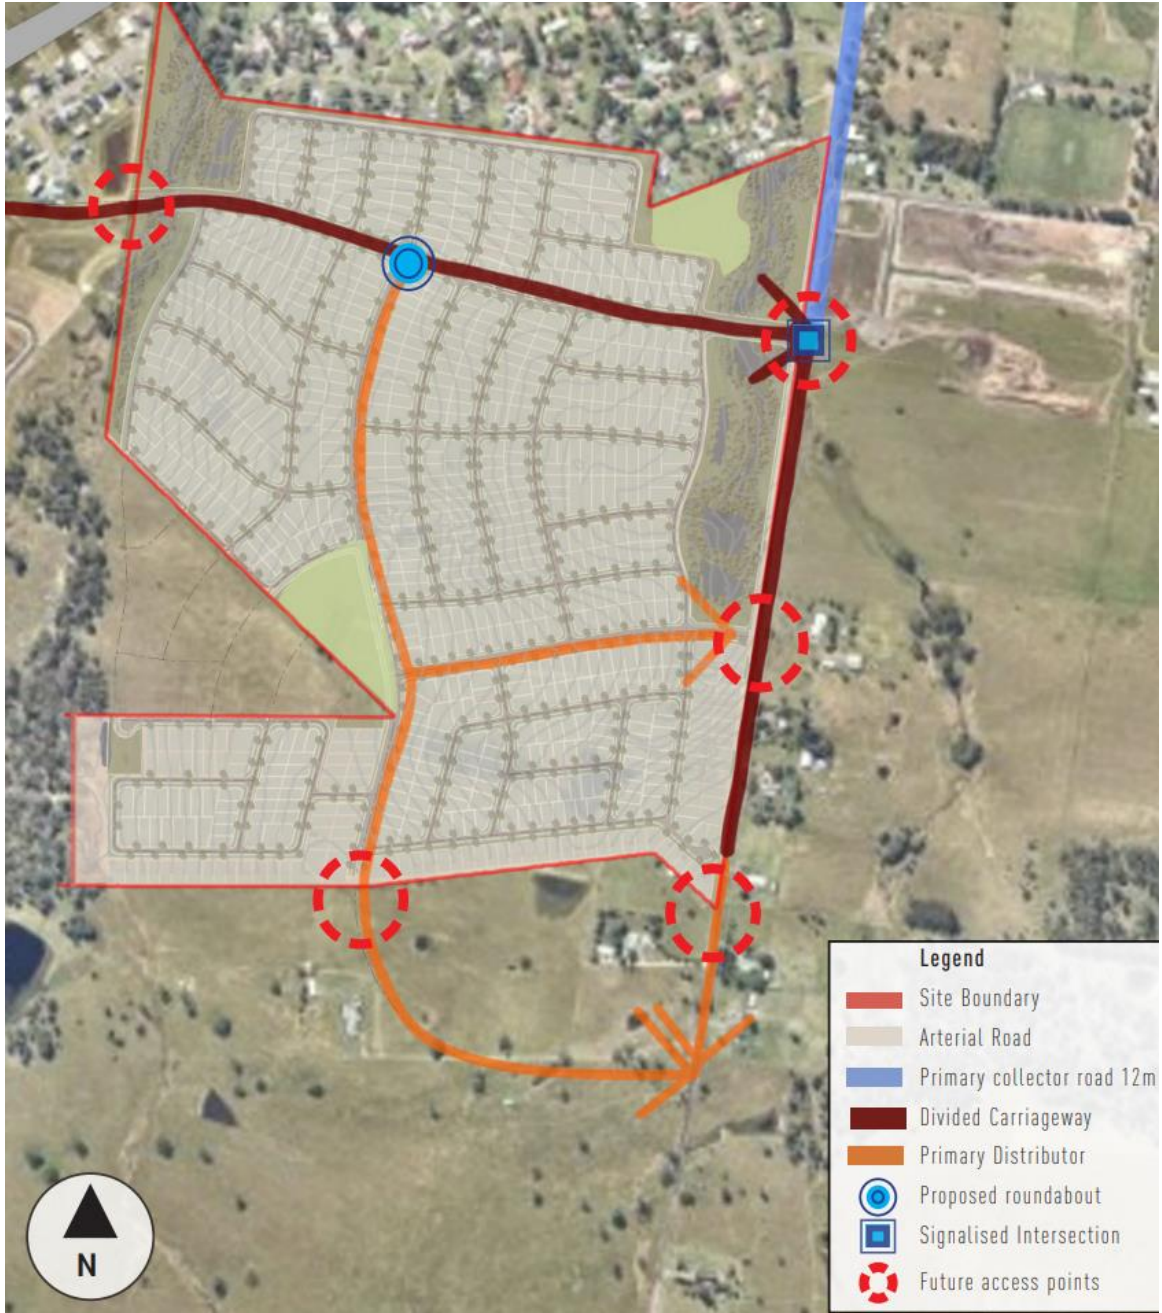 Legend
Site Boundary
Arterial Road
Primary collector road 12m
Divided Carriageway
Primary Distributor
Proposed roundabout
Signalised Intersection
Future access points
N